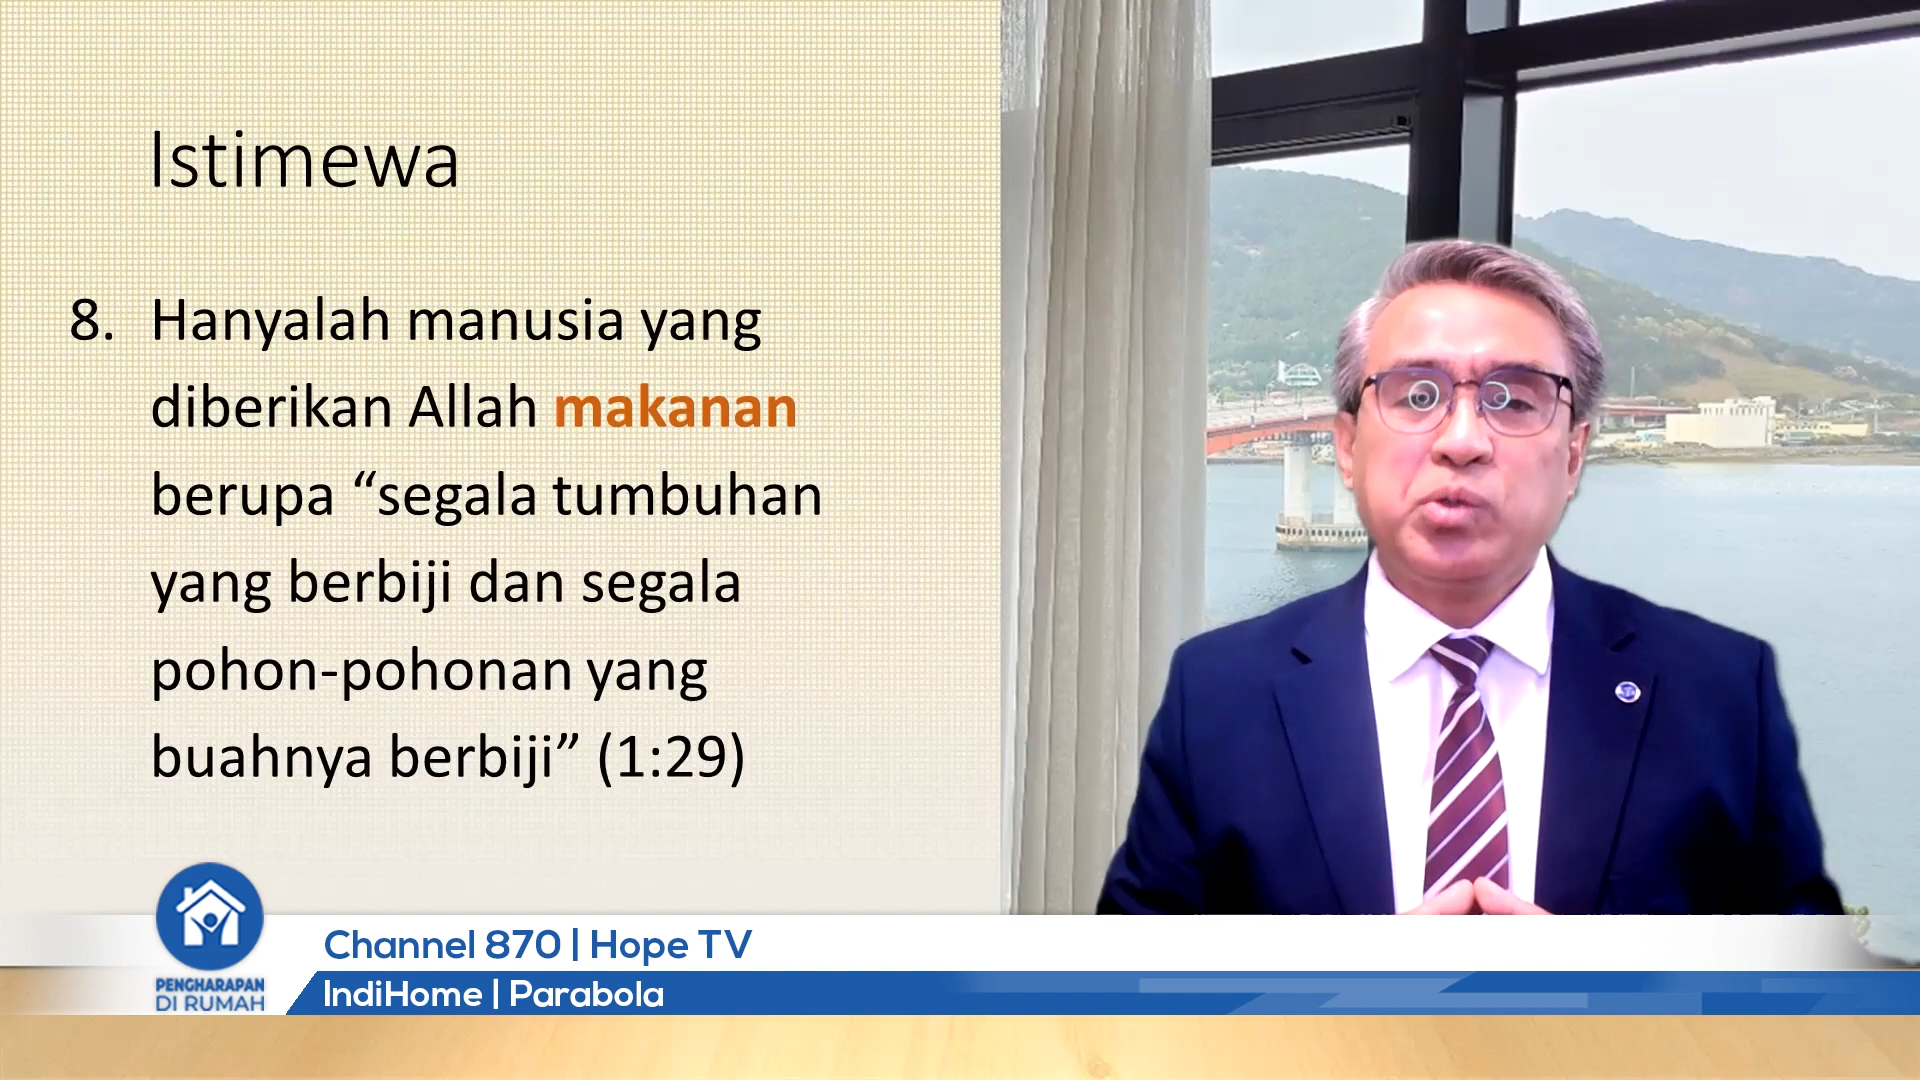 Istimewa
8. Hanyalah manusia yang
diberikan Allah makanan
berupa “segala tumbuhan
yang berbiji dan segala
pohon-pohonan yang
buahnya berbiji” (1:29)
PENGHARAPAN
DI RUMAH
Channel 870 | Hope TV
IndiHome | Parabola